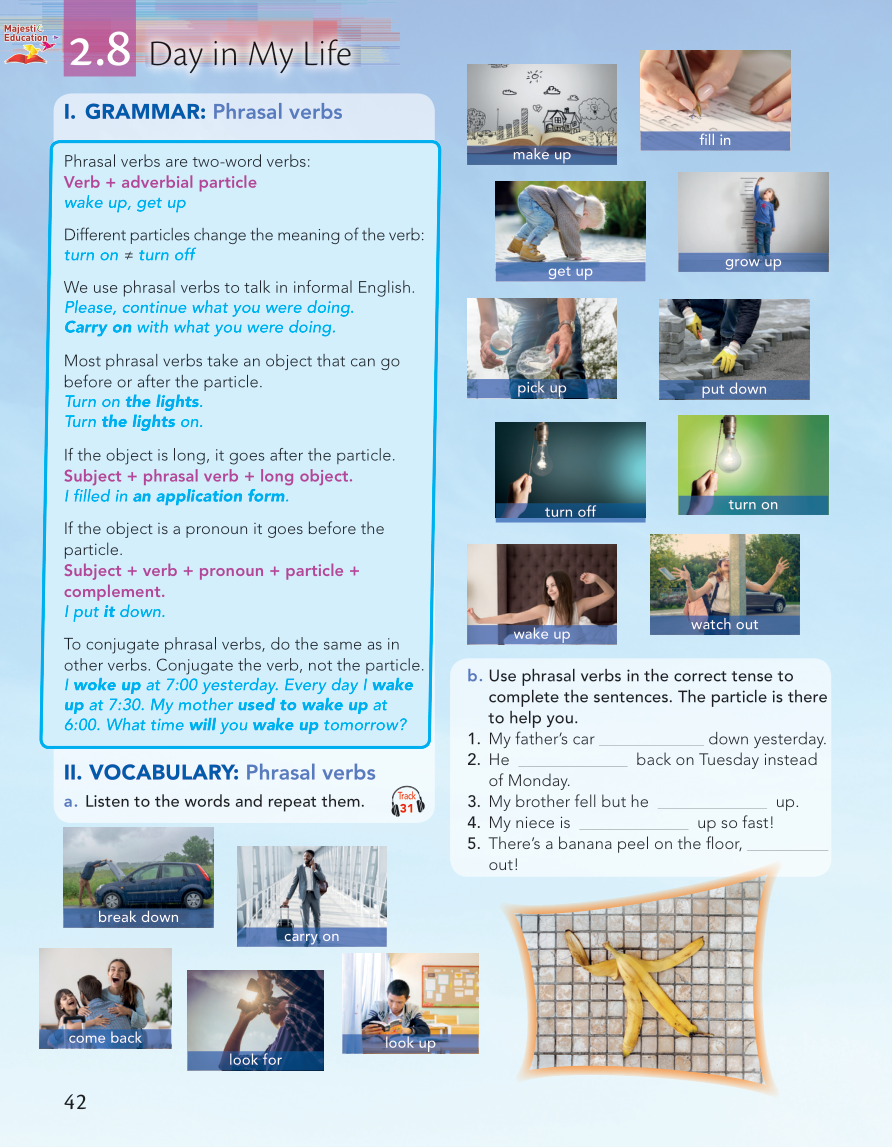 Majestic
Education
2.8 Day in My Life
I. GRAMMAR: Phrasal verbs
Phrasal verbs are two-word verbs:
Verb + adverbial particle
wake up, get up
Different particles change the meaning of the verb:
turn on ≠ turn off
We use phrasal verbs to talk in informal English.
Please, continue what you were doing.
Carry on with what you were doing.
Most phrasal verbs take an object that can go
before or after the particle.
Turn on the lights.
Turn the lights on.
If the object is long, it goes after the particle.
Subject + phrasal verb + long object.
I filled in an application form.
If the object is a pronoun it goes before the
particle.
Subject + verb + pronoun + particle +
complement.
I put it down.
To conjugate phrasal verbs, do the same as in
other verbs. Conjugate the verb, not the particle.
I woke up at 7:00 yesterday. Every day I wake
up at 7:30. My mother used to wake up at
6:00. What time will you wake up tomorrow?
II. VOCABULARY: Phrasal verbs
a. Listen to the words and repeat them.
Track
31
break down
carry on
come back
look for
look up
make up
fill in
get up
grow up
pick up
put down
turn off
turn on
wake up
watch out
b. Use phrasal verbs in the correct tense to
complete the sentences. The particle is there
to help you.
1. My father's car ____________ down yesterday.
2. He ____________ back on Tuesday instead
of Monday.
3. My brother fell but he ____________ up.
4. My niece is ____________ up so fast!
5. There's a banana peel on the floor, _________
out!
42